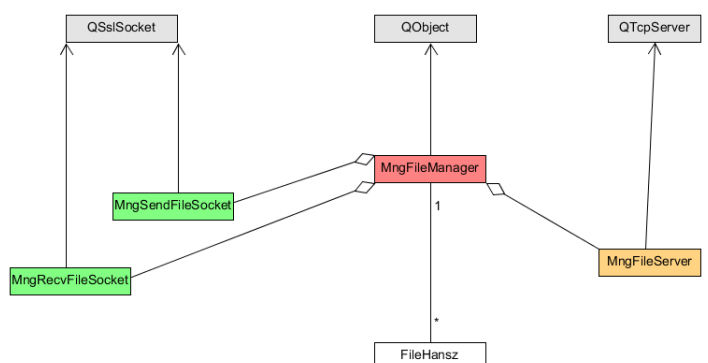 QSslSocket
QObject
QTcpServer
MngFileManager
MngSendFileSocket
1
MngFileServer
MngRecvFileSocket
*
FileHansz